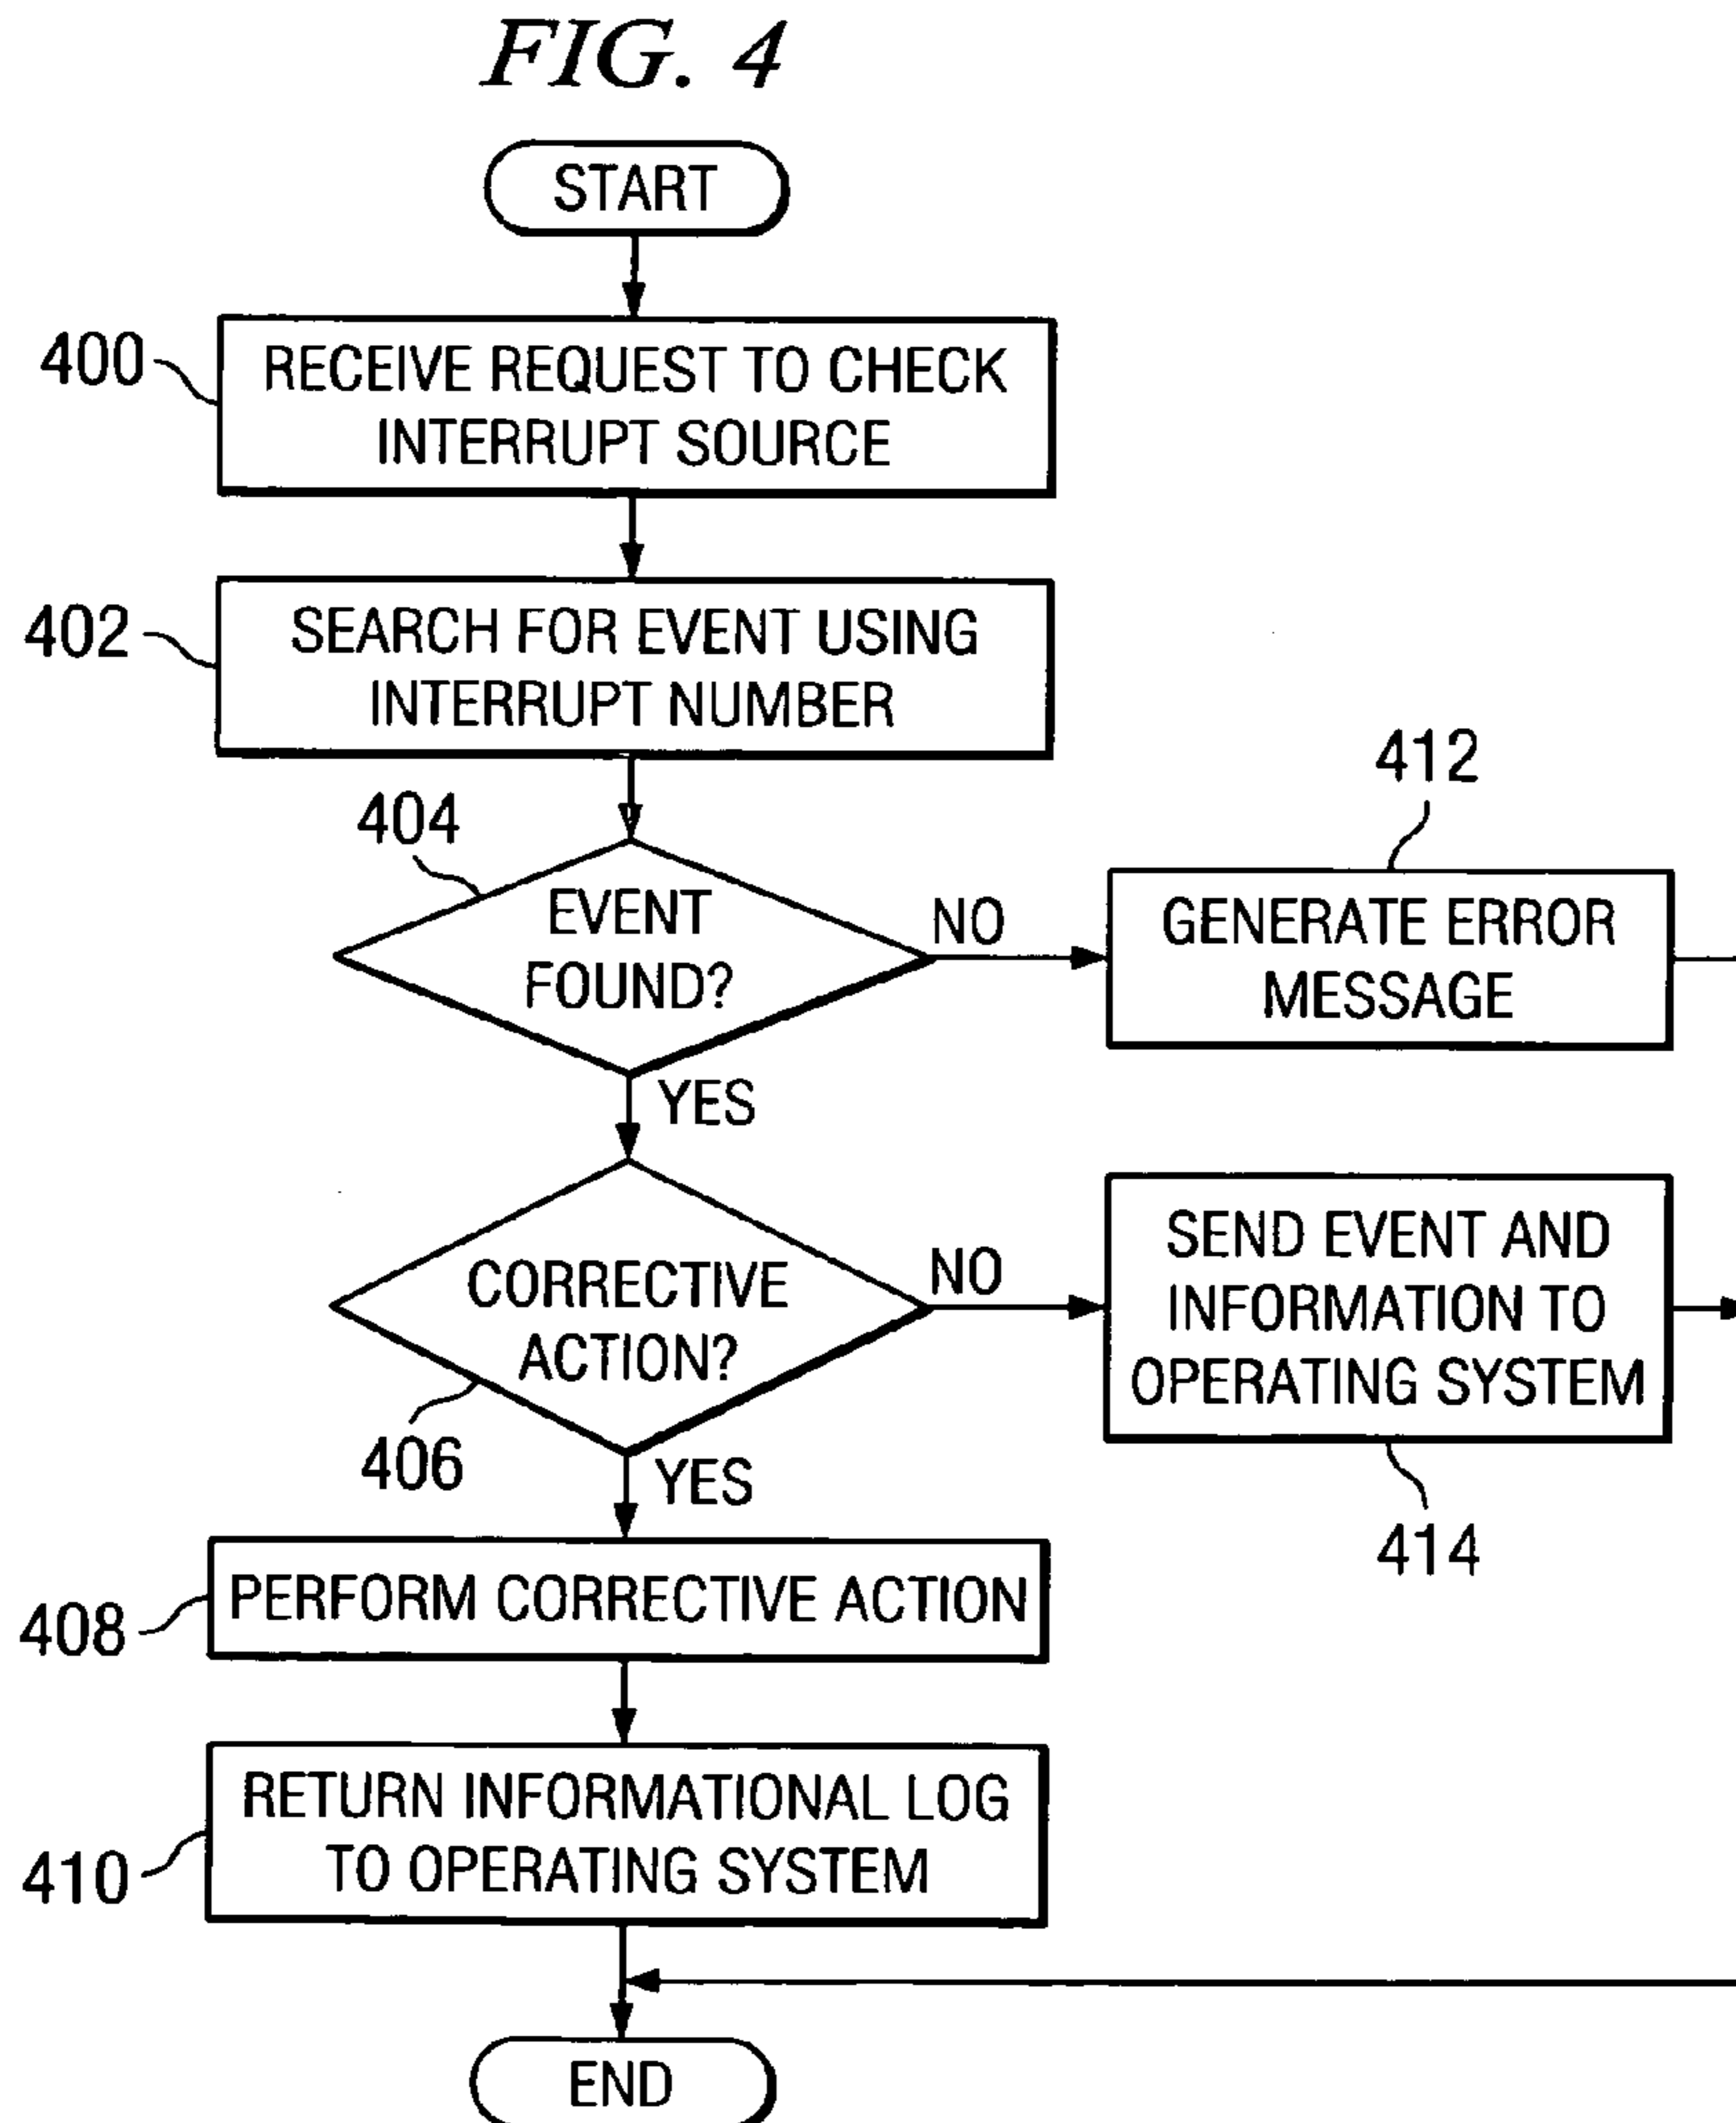 FIG. 4
START
400
RECEIVE REQUEST TO CHECK
INTERRUPT SOURCE
402
SEARCH FOR EVENT USING
INTERRUPT NUMBER
404
EVENT
FOUND?
NO
412
GENERATE ERROR
MESSAGE
YES
CORRECTIVE
ACTION?
406
NO
SEND EVENT AND
INFORMATION TO
OPERATING SYSTEM
414
YES
408
PERFORM CORRECTIVE ACTION
410
RETURN INFORMATIONAL LOG
TO OPERATING SYSTEM
END